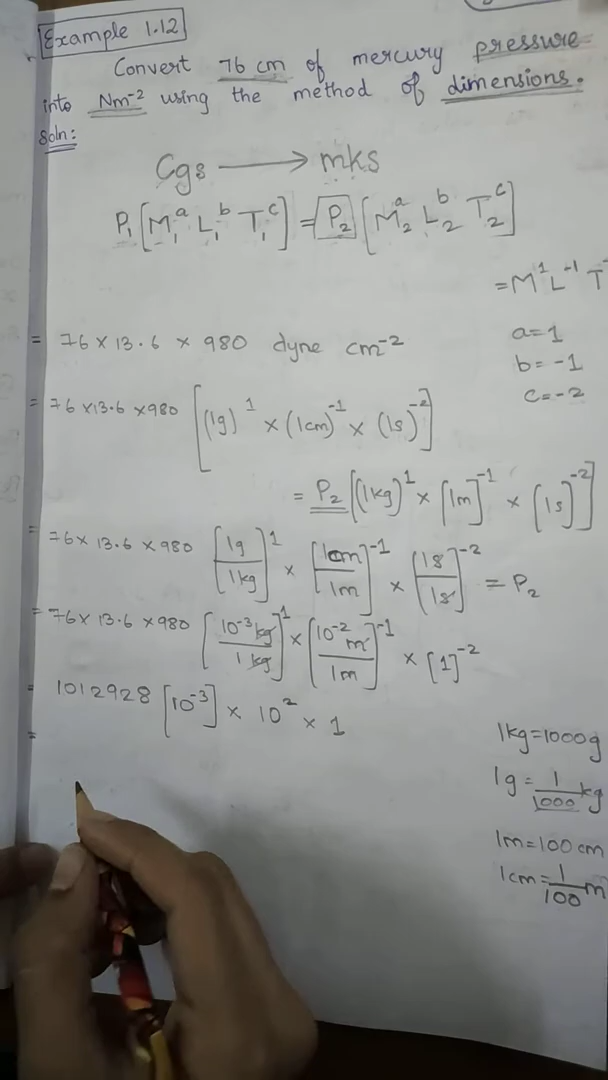 Example 1.12
Convert 76 cm of mercury pressure
into Nm⁻² using the method of dimensions.
Soln:
Cgs ⟶ mks
P₁[M₁ᵃ L₁ᵇ T₁ᶜ] = P₂ [M₂ᵃ L₂ᵇ T₂ᶜ]
= M¹L⁻¹T⁻
= 76 × 13.6 × 980 dyne cm⁻²
a=1
b=-1
c=-2
= 76×13.6×980 [(1g)¹ × (1cm)⁻¹ × (1s)⁻²]
= P₂ [(1kg)¹ × [1m]⁻¹ × [1s]⁻²]
= 76× 13.6 × 980 [1g/1kg]¹ × [1cm/1m]⁻¹ × [1s/1s]⁻² = P₂
= 76× 13.6 ×980 [10⁻³ kg/1 kg]¹ × [10⁻² m/1m]⁻¹ × [1]⁻²
= 1012928 [10⁻³] × 10² × 1
=
1kg=1000g
1g=1/1000 kg
1m=100 cm
1cm=1/100 m